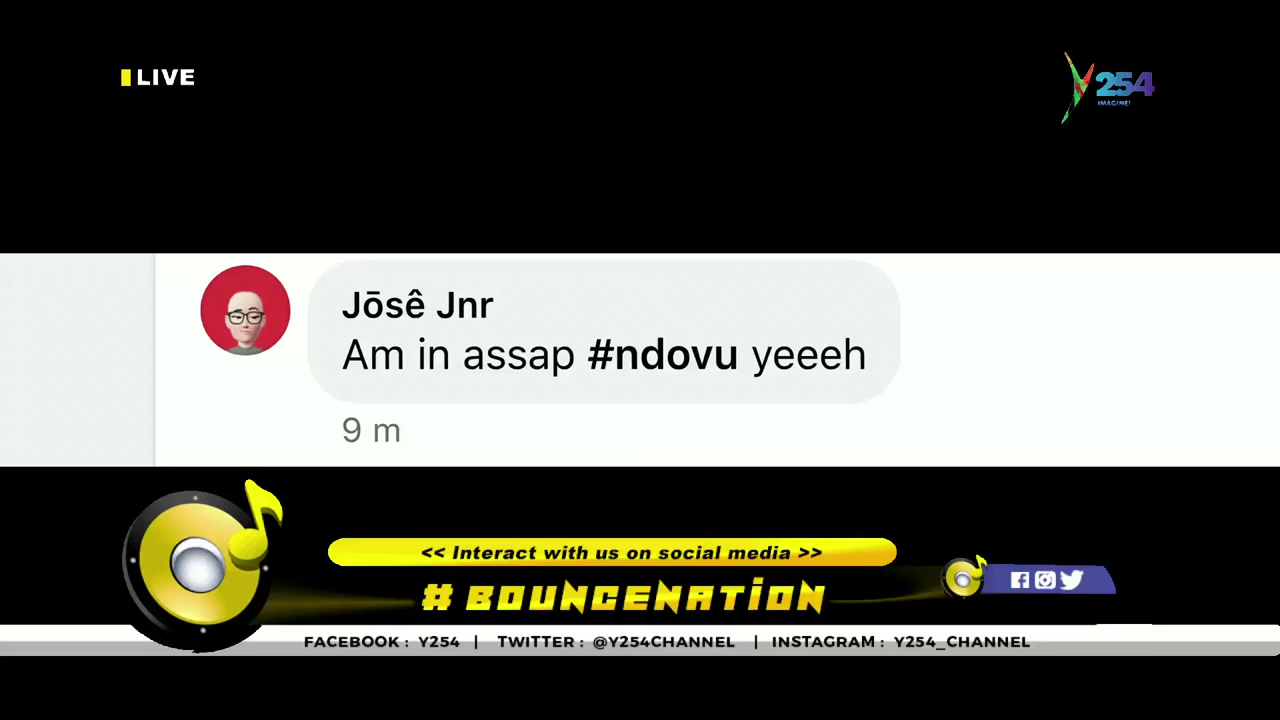 LIVE
Y254
IMAGINE!
Jōsê Jnr
Am in assap #ndovu yeeeh
9 m
<< Interact with us on social media >>
# BOUNCENATION
FACEBOOK : Y254 | TWITTER : @Y254CHANNEL | INSTAGRAM : Y254_CHANNEL